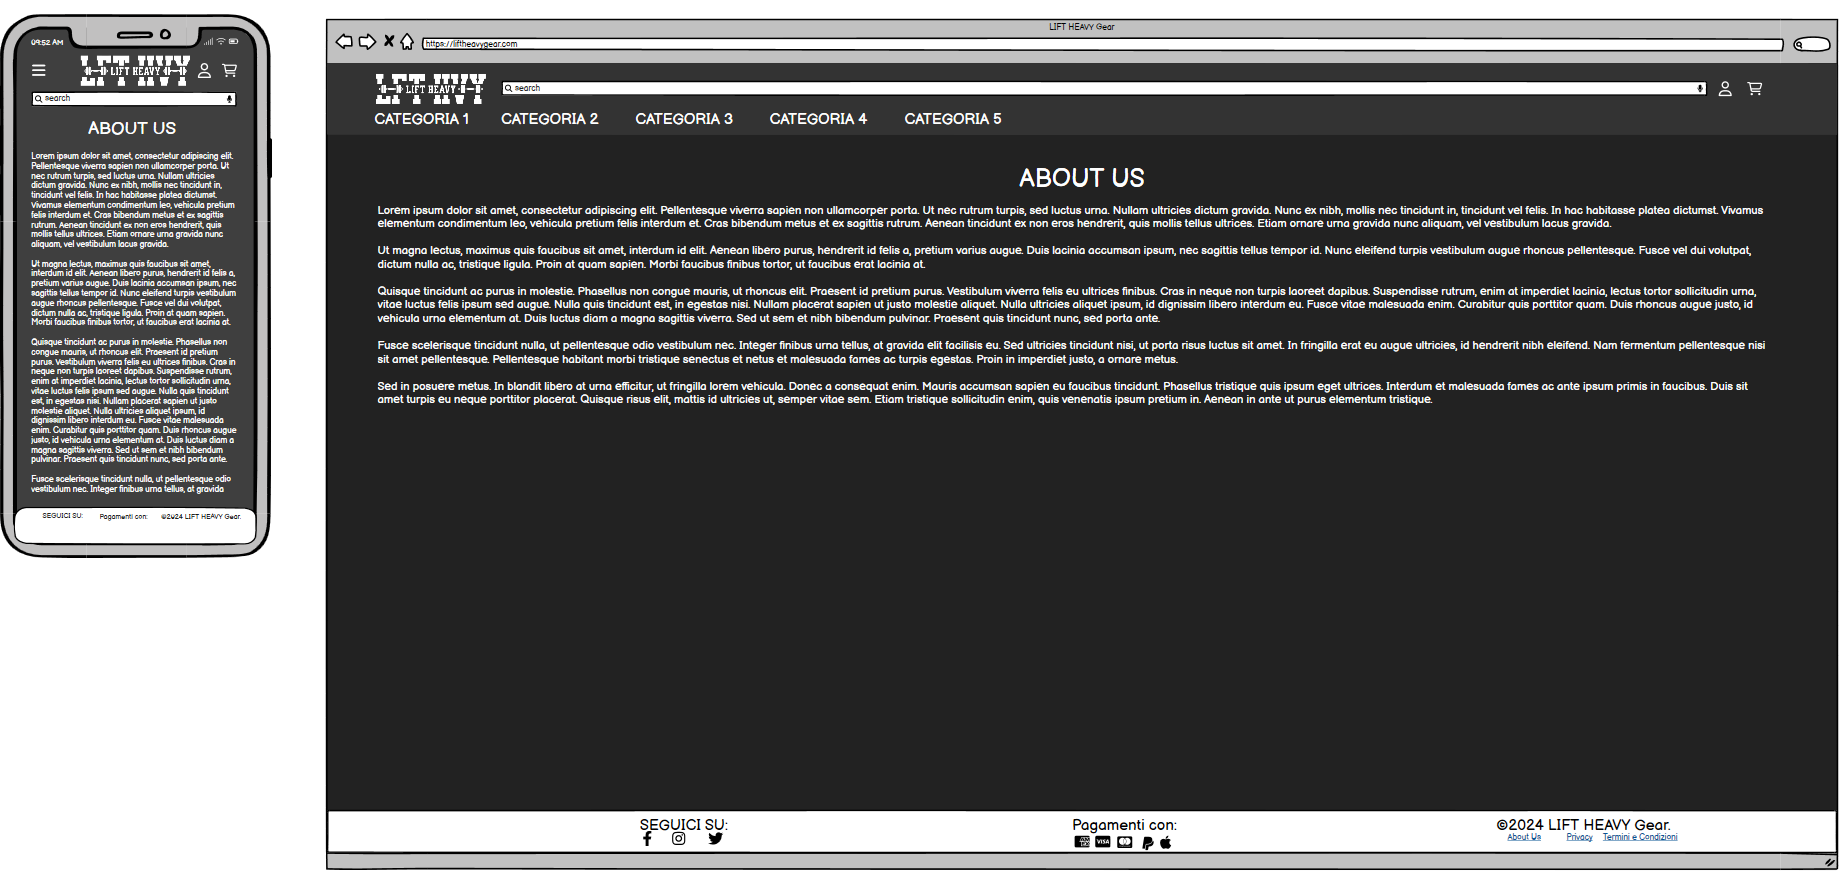 09:52 AM
LIFT HEAVY
search
ABOUT US
Lorem ipsum dolor sit amet, consectetur adipiscing elit.
Pellentesque viverra sapien non ullamcorper porta. Ut
nec rutrum turpis, sed luctus urna. Nullam ultricies
dictum gravida. Nunc ex nibh, mollis nec tincidunt in,
tincidunt vel felis. In hac habitasse platea dictumst.
Vivamus elementum condimentum leo, vehicula pretium
felis interdum et. Cras bibendum metus et ex sagittis
rutrum. Aenean tincidunt ex non eros hendrerit, quis
mollis tellus ultrices. Etiam ornare urna gravida nunc
aliquam, vel vestibulum lacus gravida.
Ut magna lectus, maximus quis faucibus sit amet,
interdum id elit. Aenean libero purus, hendrerit id felis a,
pretium varius augue. Duis lacinia accumsan ipsum, nec
sagittis tellus tempor id. Nunc eleifend turpis vestibulum
augue rhoncus pellentesque. Fusce vel dui volutpat,
dictum nulla ac, tristique ligula. Proin at quam sapien.
Morbi faucibus finibus tortor, ut faucibus erat lacinia at.
Quisque tincidunt ac purus in molestie. Phasellus non
congue mauris, ut rhoncus elit. Praesent id pretium
purus. Vestibulum viverra felis eu ultrices finibus. Cras in
neque non turpis laoreet dapibus. Suspendisse rutrum,
enim at imperdiet lacinia, lectus tortor sollicitudin urna,
vitae luctus felis ipsum sed augue. Nulla quis tincidunt
est, in egestas nisi. Nullam placerat sapien ut justo
molestie aliquet. Nulla ultricies aliquet ipsum, id
dignissim libero interdum eu. Fusce vitae malesuada
enim. Curabitur quis porttitor quam. Duis rhoncus augue
justo, id vehicula urna elementum at. Duis luctus diam a
magna sagittis viverra. Sed ut sem et nibh bibendum
pulvinar. Praesent quis tincidunt nunc, sed porta ante.
Fusce scelerisque tincidunt nulla, ut pellentesque odio
vestibulum nec. Integer finibus urna tellus, at gravida
SEGUICI SU: Pagamenti con: ©2024 LIFT HEAVY Gear.
LIFT HEAVY Gear
https://liftheavygear.com
LIFT HEAVY
search
CATEGORIA 1 CATEGORIA 2 CATEGORIA 3 CATEGORIA 4 CATEGORIA 5
ABOUT US
Lorem ipsum dolor sit amet, consectetur adipiscing elit. Pellentesque viverra sapien non ullamcorper porta. Ut nec rutrum turpis, sed luctus urna. Nullam ultricies dictum gravida. Nunc ex nibh, mollis nec tincidunt in, tincidunt vel felis. In hac habitasse platea dictumst. Vivamus
elementum condimentum leo, vehicula pretium felis interdum et. Cras bibendum metus et ex sagittis rutrum. Aenean tincidunt ex non eros hendrerit, quis mollis tellus ultrices. Etiam ornare urna gravida nunc aliquam, vel vestibulum lacus gravida.
Ut magna lectus, maximus quis faucibus sit amet, interdum id elit. Aenean libero purus, hendrerit id felis a, pretium varius augue. Duis lacinia accumsan ipsum, nec sagittis tellus tempor id. Nunc eleifend turpis vestibulum augue rhoncus pellentesque. Fusce vel dui volutpat,
dictum nulla ac, tristique ligula. Proin at quam sapien. Morbi faucibus finibus tortor, ut faucibus erat lacinia at.
Quisque tincidunt ac purus in molestie. Phasellus non congue mauris, ut rhoncus elit. Praesent id pretium purus. Vestibulum viverra felis eu ultrices finibus. Cras in neque non turpis laoreet dapibus. Suspendisse rutrum, enim at imperdiet lacinia, lectus tortor sollicitudin urna,
vitae luctus felis ipsum sed augue. Nulla quis tincidunt est, in egestas nisi. Nullam placerat sapien ut justo molestie aliquet. Nulla ultricies aliquet ipsum, id dignissim libero interdum eu. Fusce vitae malesuada enim. Curabitur quis porttitor quam. Duis rhoncus augue justo, id
vehicula urna elementum at. Duis luctus diam a magna sagittis viverra. Sed ut sem et nibh bibendum pulvinar. Praesent quis tincidunt nunc, sed porta ante.
Fusce scelerisque tincidunt nulla, ut pellentesque odio vestibulum nec. Integer finibus urna tellus, at gravida elit facilisis eu. Sed ultricies tincidunt nisi, ut porta risus luctus sit amet. In fringilla erat eu augue ultricies, id hendrerit nibh eleifend. Nam fermentum pellentesque nisi
sit amet pellentesque. Pellentesque habitant morbi tristique senectus et netus et malesuada fames ac turpis egestas. Proin in imperdiet justo, a ornare metus.
Sed in posuere metus. In blandit libero at urna efficitur, ut fringilla lorem vehicula. Donec a consequat enim. Mauris accumsan sapien eu faucibus tincidunt. Phasellus tristique quis ipsum eget ultrices. Interdum et malesuada fames ac ante ipsum primis in faucibus. Duis sit
amet turpis eu neque porttitor placerat. Quisque risus elit, mattis id ultricies ut, semper vitae sem. Etiam tristique sollicitudin enim, quis venenatis ipsum pretium in. Aenean in ante ut purus elementum tristique.
SEGUICI SU: Pagamenti con: ©2024 LIFT HEAVY Gear.
VISA About Us Privacy Termini e Condizioni